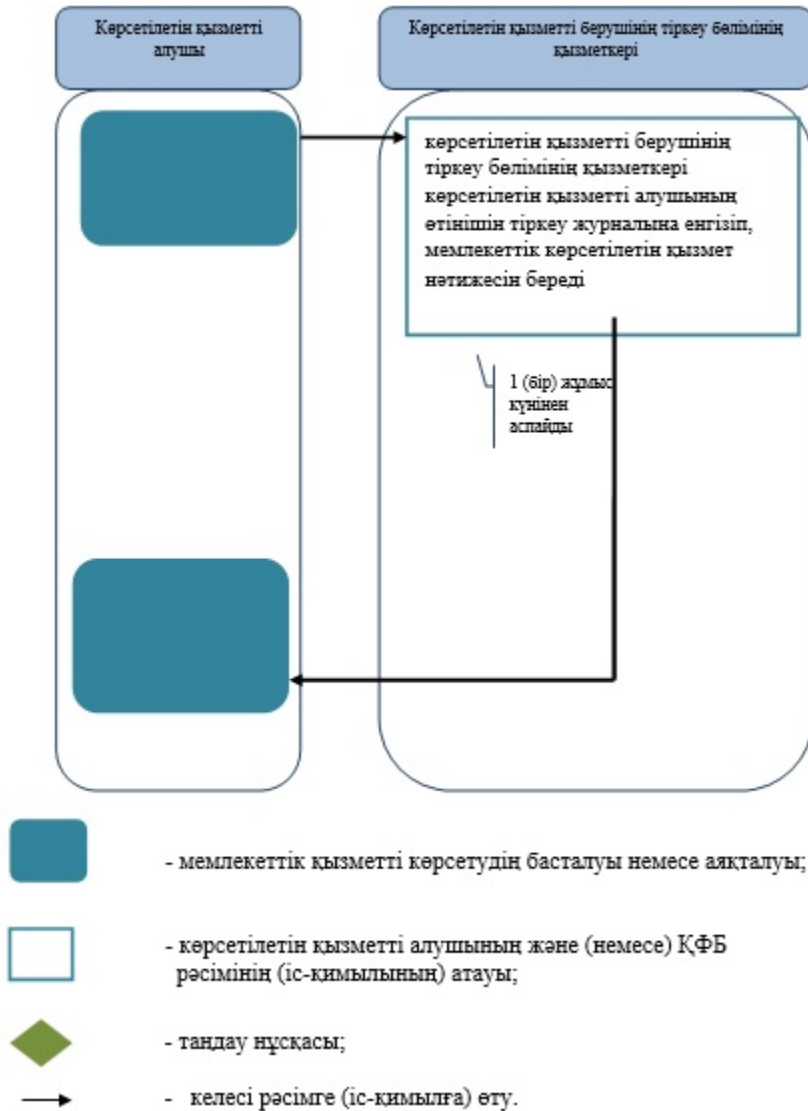 Көрсетілетін қызметті
алушы
Көрсетілетін қызметті берушінің тіркеу бөлімінің
қызметкері
көрсетілетін қызметті берушінің
тіркеу бөлімінің қызметкері
көрсетілетін қызметті алушының
өтінішін тіркеу журналына енгізіп,
мемлекеттік көрсетілетін қызмет
нәтижесін береді
1 (бір) жұмыс
күнінен
аспайды
- мемлекеттік қызметті көрсетудің басталуы немесе аяқталуы;
- көрсетілетін қызметті алушының және (немесе) ҚФБ
рәсімінің (іс-қимылының) атауы;
- таңдау нұсқасы;
- келесі рәсімге (іс-қимылға) өту.